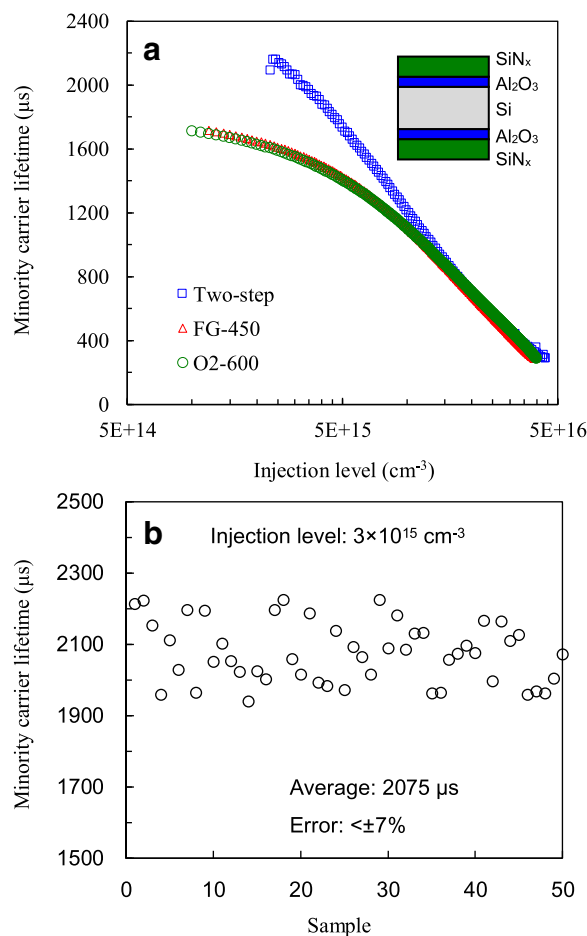 a
2400
2000
1600
1200
800
400
0
Minority carrier lifetime (µs)
SiNₓ
Al₂O₃
Si
Al₂O₃
SiNₓ
Two-step
FG-450
O2-600
5E+14 5E+15 5E+16
Injection level (cm⁻³)
b
Injection level: 3×10¹⁵ cm⁻³
2500
2300
2100
1900
1700
1500
Minority carrier lifetime (µs)
Average: 2075 µs
Error: <±7%
0 10 20 30 40 50
Sample